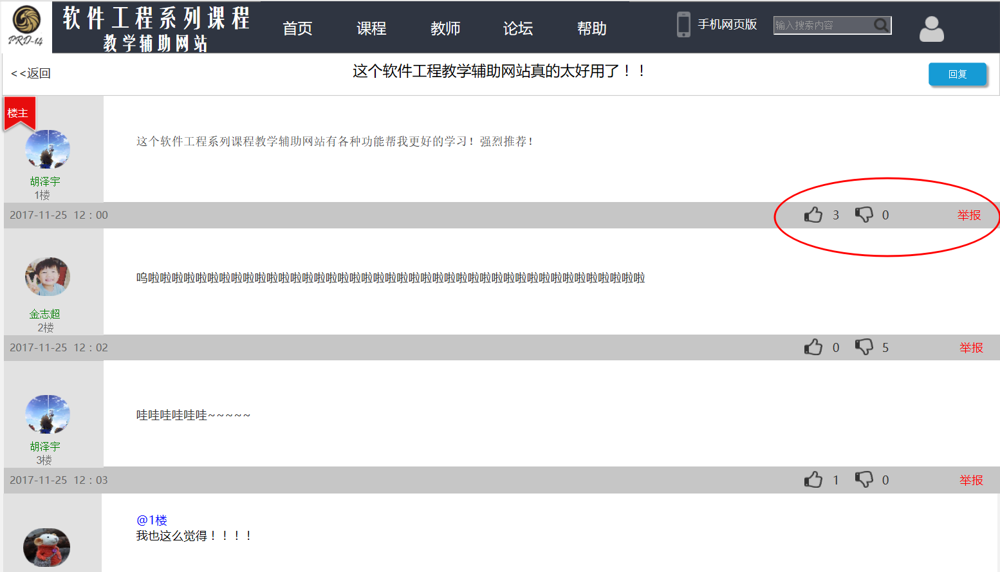 PRD-14
软件工程系列课程
教学辅助网站
首页 课程 教师 论坛 帮助
手机网页版
输入搜索内容
<<返回
这个软件工程教学辅助网站真的太好用了！！
回复
楼主
这个软件工程系列课程教学辅助网站有各种功能帮我更好的学习！强烈推荐！
胡泽宇
1楼
2017-11-25 12：00
3 0 举报
呜啦啦啦啦啦啦啦啦啦啦啦啦啦啦啦啦啦啦啦啦啦啦啦啦啦啦啦啦啦啦啦啦啦啦啦啦啦啦啦啦啦啦
金志超
2楼
2017-11-25 12：02
0 5 举报
哇哇哇哇哇哇~~~~~
胡泽宇
3楼
2017-11-25 12：03
1 0 举报
@1楼
我也这么觉得！！！！